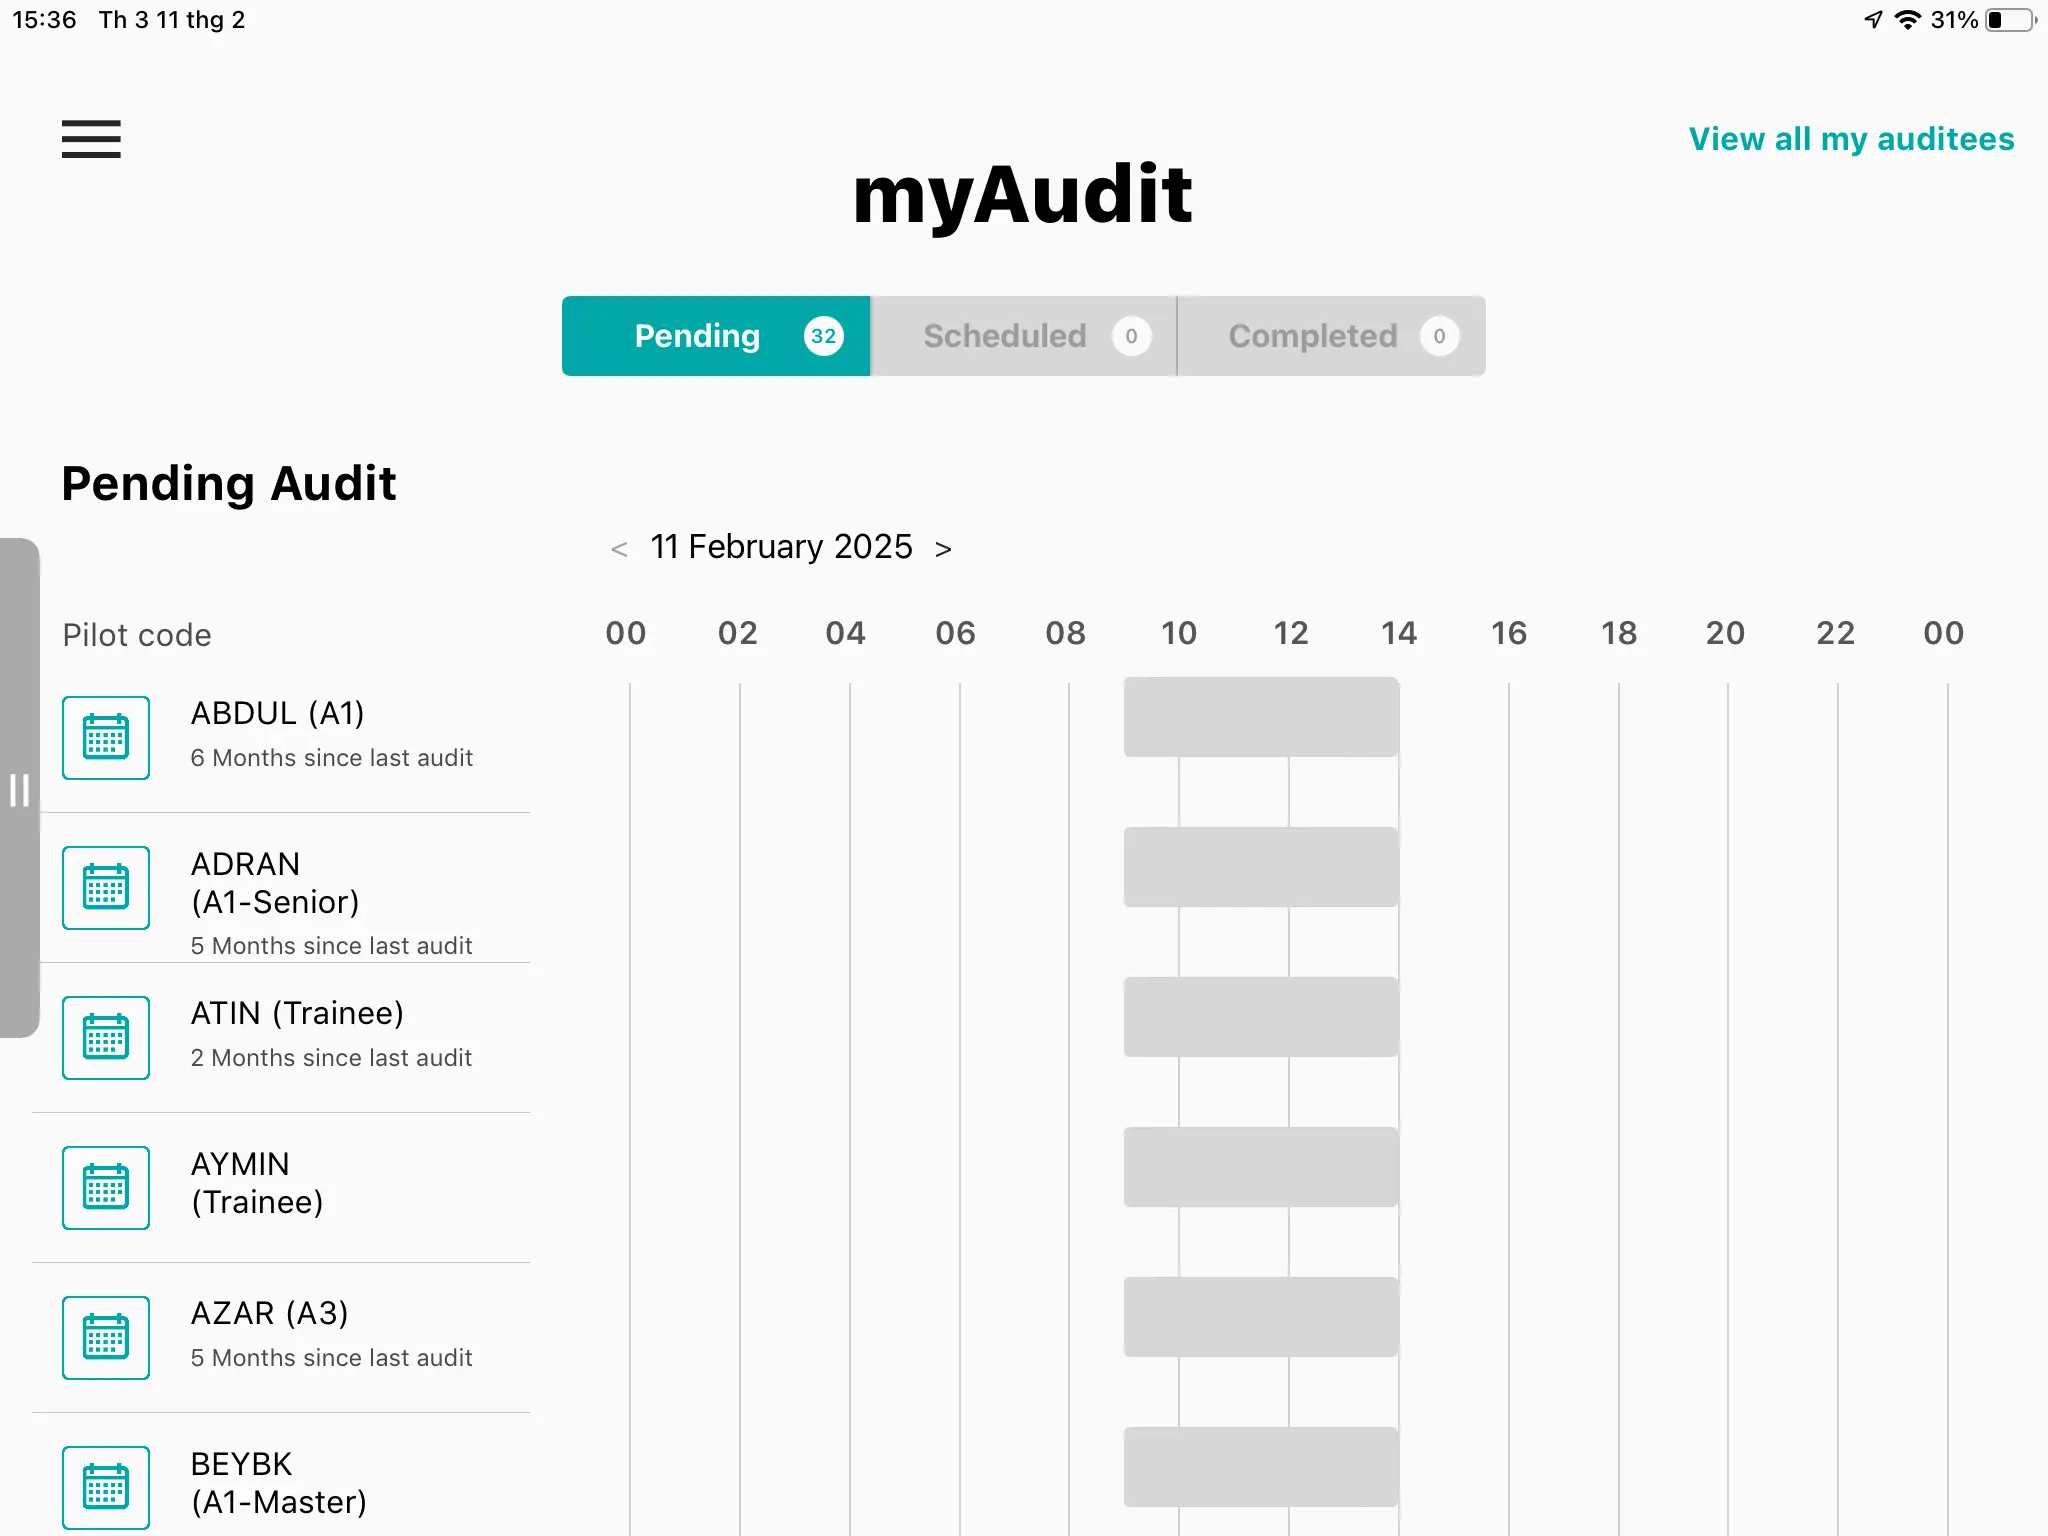 15:36 Th 3 11 thg 2
31%
View all my auditees
myAudit
Pending 32 Scheduled 0 Completed 0
Pending Audit
< 11 February 2025 >
Pilot code 00 02 04 06 08 10 12 14 16 18 20 22 00
ABDUL (A1)
6 Months since last audit
ADRAN
(A1-Senior)
5 Months since last audit
ATIN (Trainee)
2 Months since last audit
AYMIN
(Trainee)
AZAR (A3)
5 Months since last audit
BEYBK
(A1-Master)